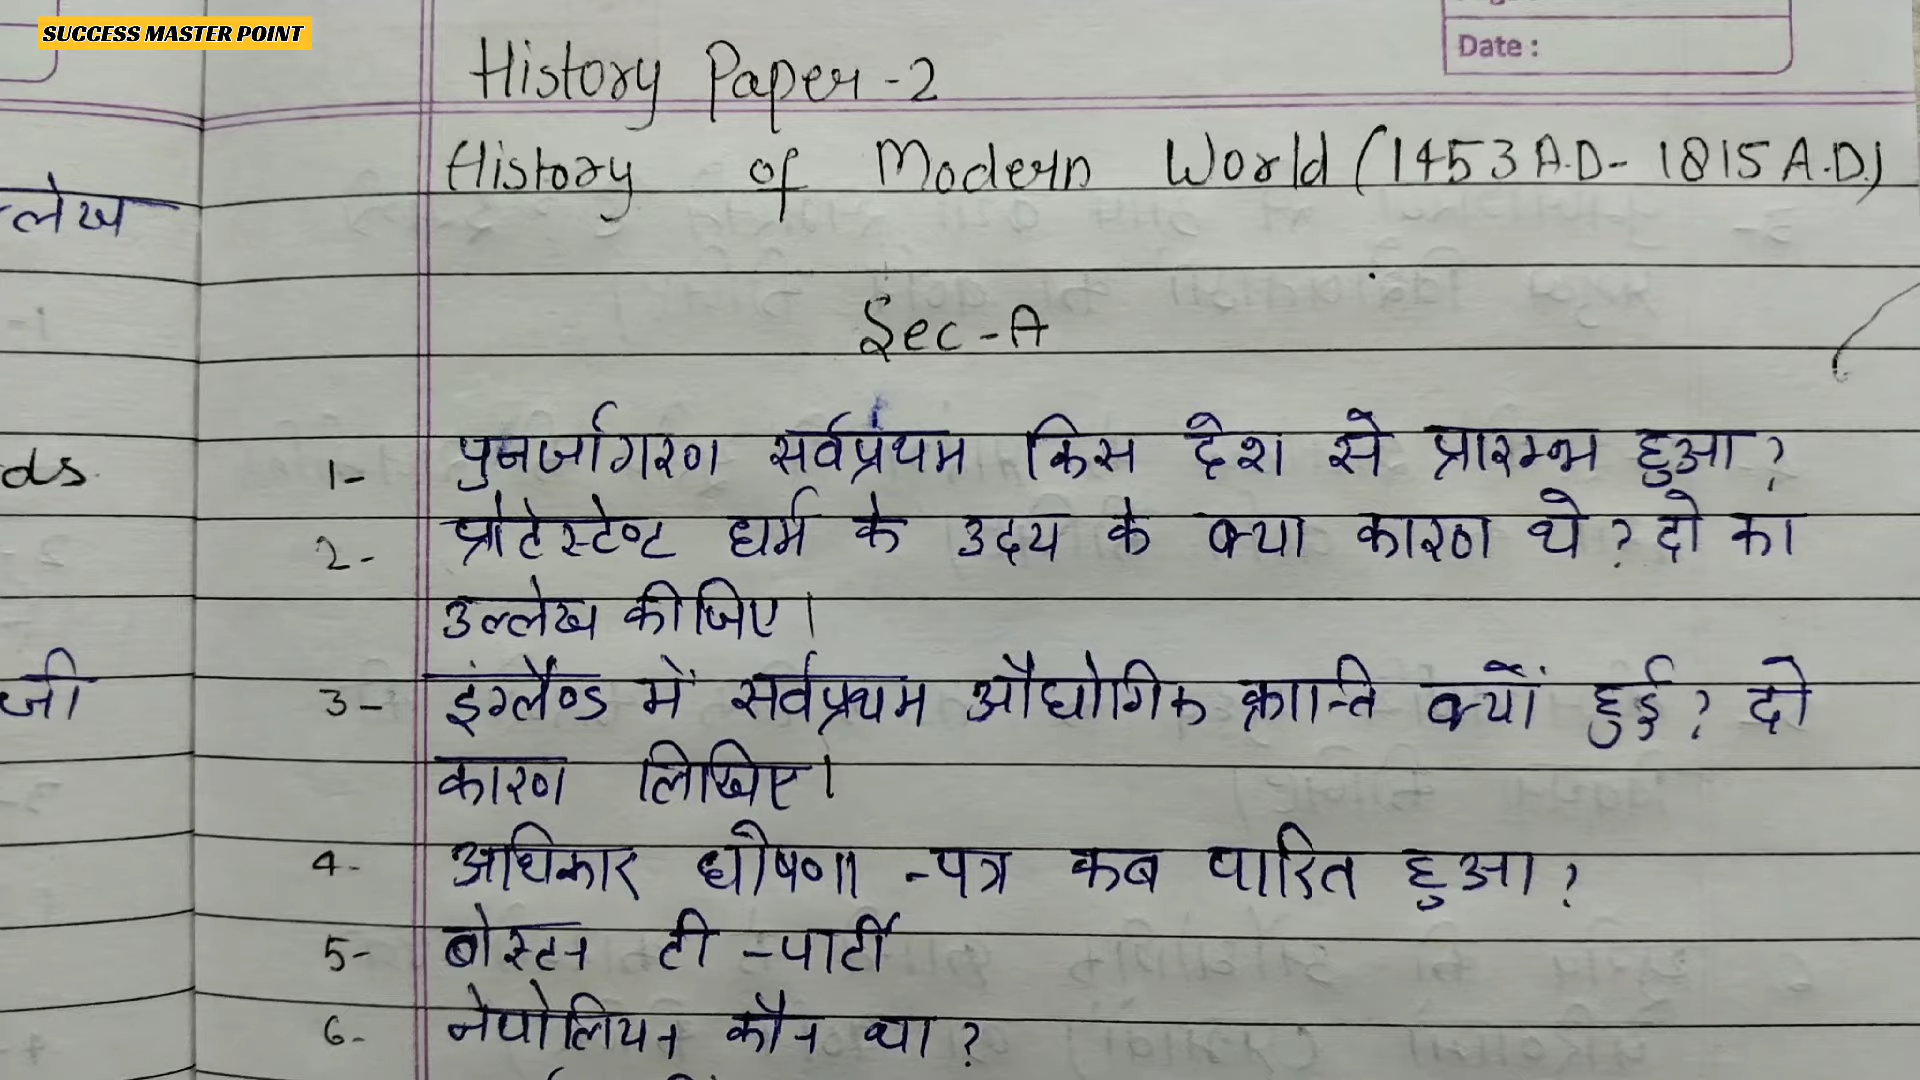 SUCCESS MASTER POINT
Date :
History Paper - 2
History of Modern World (1453 A.D - 1815 A.D.)
Sec - A
लेख
ds.
जी
1- पुनर्जागरण सर्वप्रथम किस देश से प्रारम्भ हुआ?
2- प्रोटेस्टेण्ट धर्म के उदय के क्या कारण थे? दो का
उल्लेख कीजिए।
3- इंग्लैण्ड में सर्वप्रथम औद्योगिक क्रान्ति क्यों हुई? दो
कारण लिखिए।
4- अधिकार घोषणा -पत्र कब पारित हुआ?
5- बोस्टन टी -पार्टी
6- नेपोलियन कौन था?